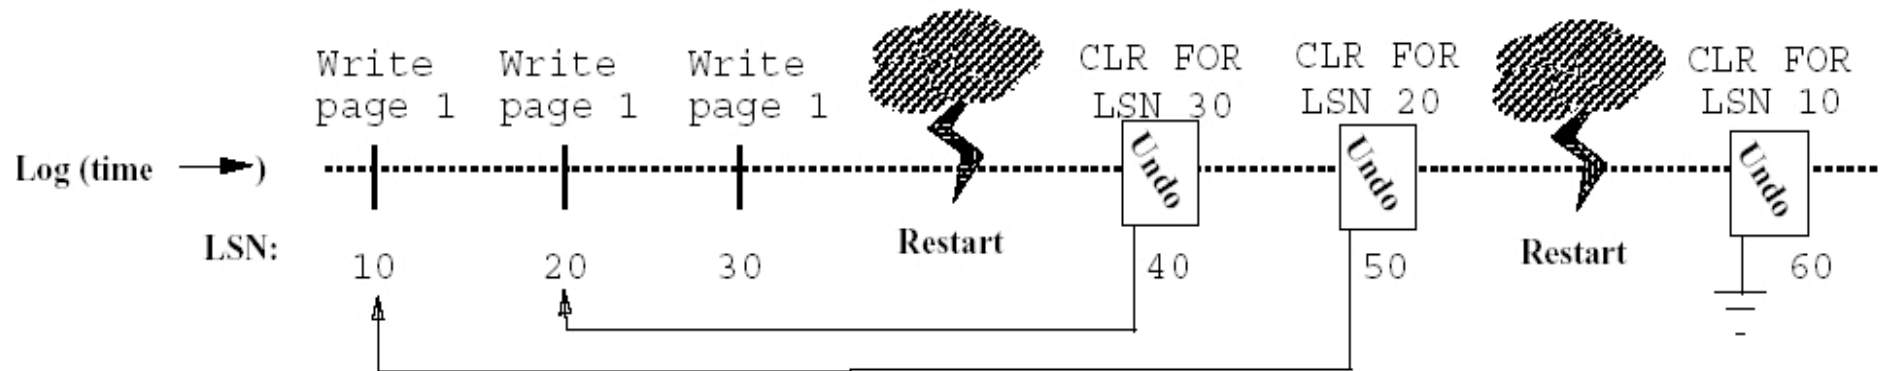 Write page 1
Write page 1
Write page 1
CLR FOR LSN 30
CLR FOR LSN 20
CLR FOR LSN 10
Log (time )
Undo
Undo
Undo
Restart
Restart
LSN:
10
20
30
40
50
60